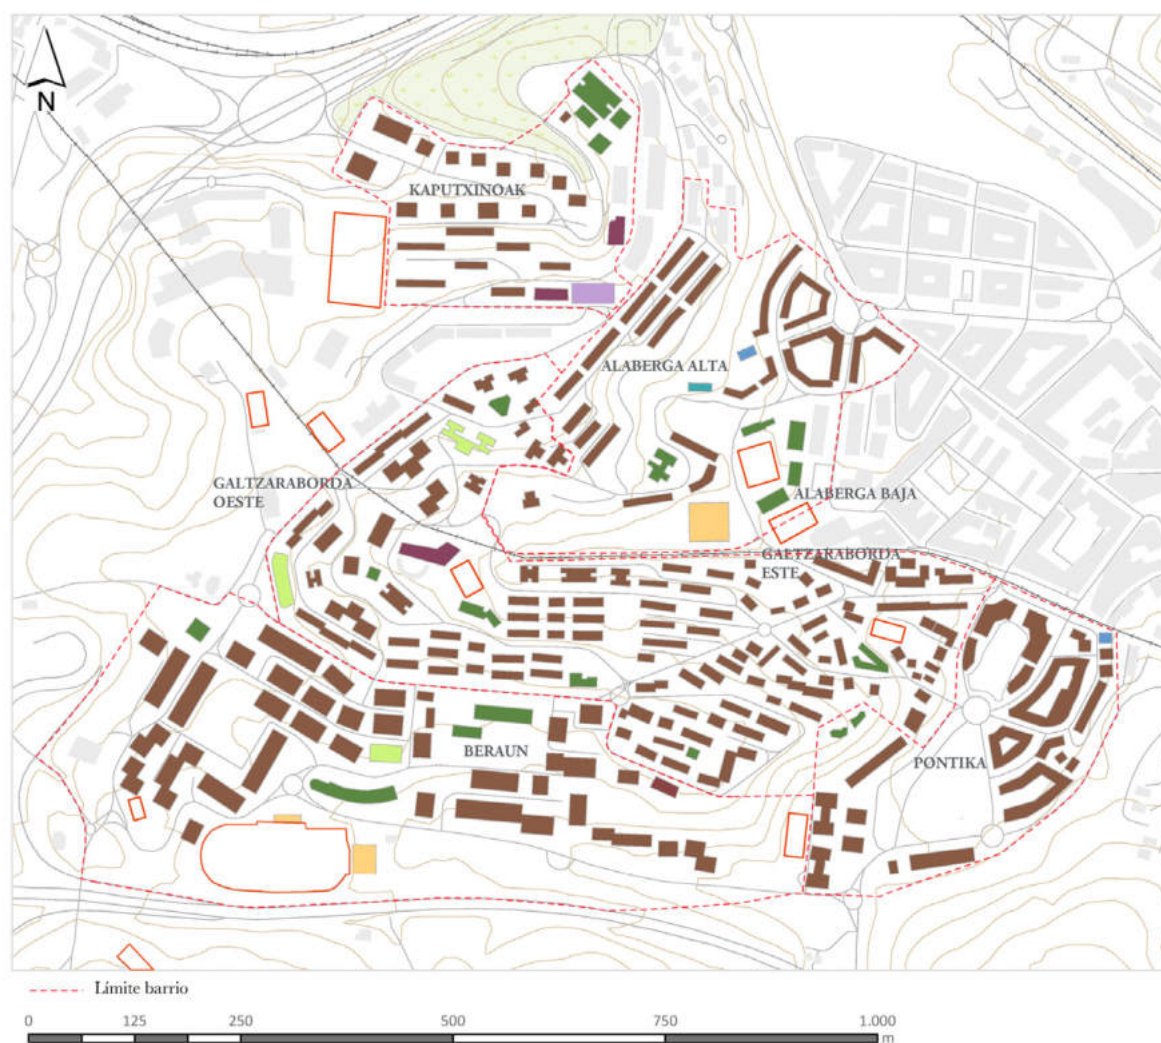 N
KAPUTXINOAK
ALABERGA ALTA
GALTZARABORDA
OESTE
ALABERGA BAJA
GALTZARABORDA
ESTE
BERAUN
PONTIKA
Límite barrio
0 125 250 500 750 1.000
m